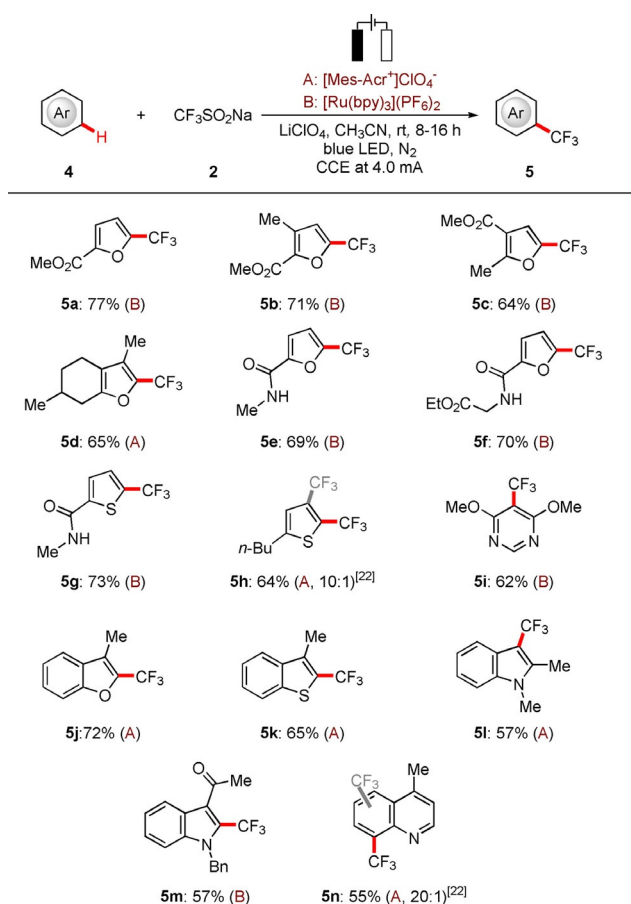 A: [Mes-Acr⁺]ClO₄⁻
B: [Ru(bpy)₃](PF₆)₂
Ar
H
+
CF₃SO₂Na
LiClO₄, CH₃CN, rt, 8-16 h
blue LED, N₂
CCE at 4.0 mA
Ar
CF₃
4
2
5
MeO₂C
O
CF₃
5a: 77% (B)
Me
MeO₂C
O
CF₃
5b: 71% (B)
MeO₂C
Me
O
CF₃
5c: 64% (B)
Me
Me
O
CF₃
5d: 65% (A)
O
Me
NH
O
CF₃
5e: 69% (B)
O
EtO₂C
NH
O
CF₃
5f: 70% (B)
O
Me
NH
S
CF₃
5g: 73% (B)
CF₃
n-Bu
S
CF₃
5h: 64% (A, 10:1)[22]
CF₃
MeO
OMe
N
N
5i: 62% (B)
Me
O
CF₃
5j:72% (A)
Me
S
CF₃
5k: 65% (A)
CF₃
Me
N
Me
5l: 57% (A)
O
Me
CF₃
N
Bn
5m: 57% (B)
CF₃
Me
N
CF₃
5n: 55% (A, 20:1)[22]